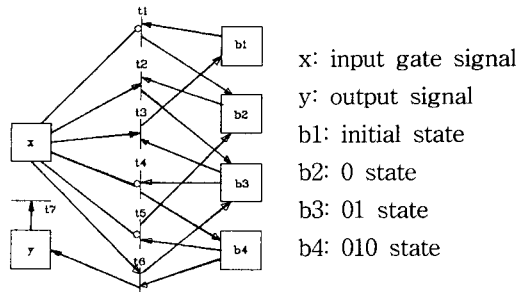 t1
b1
t2
t3
b2
x
t4
b3
t7
t5
y
b4
t6
x: input gate signal
y: output signal
b1: initial state
b2: 0 state
b3: 01 state
b4: 010 state